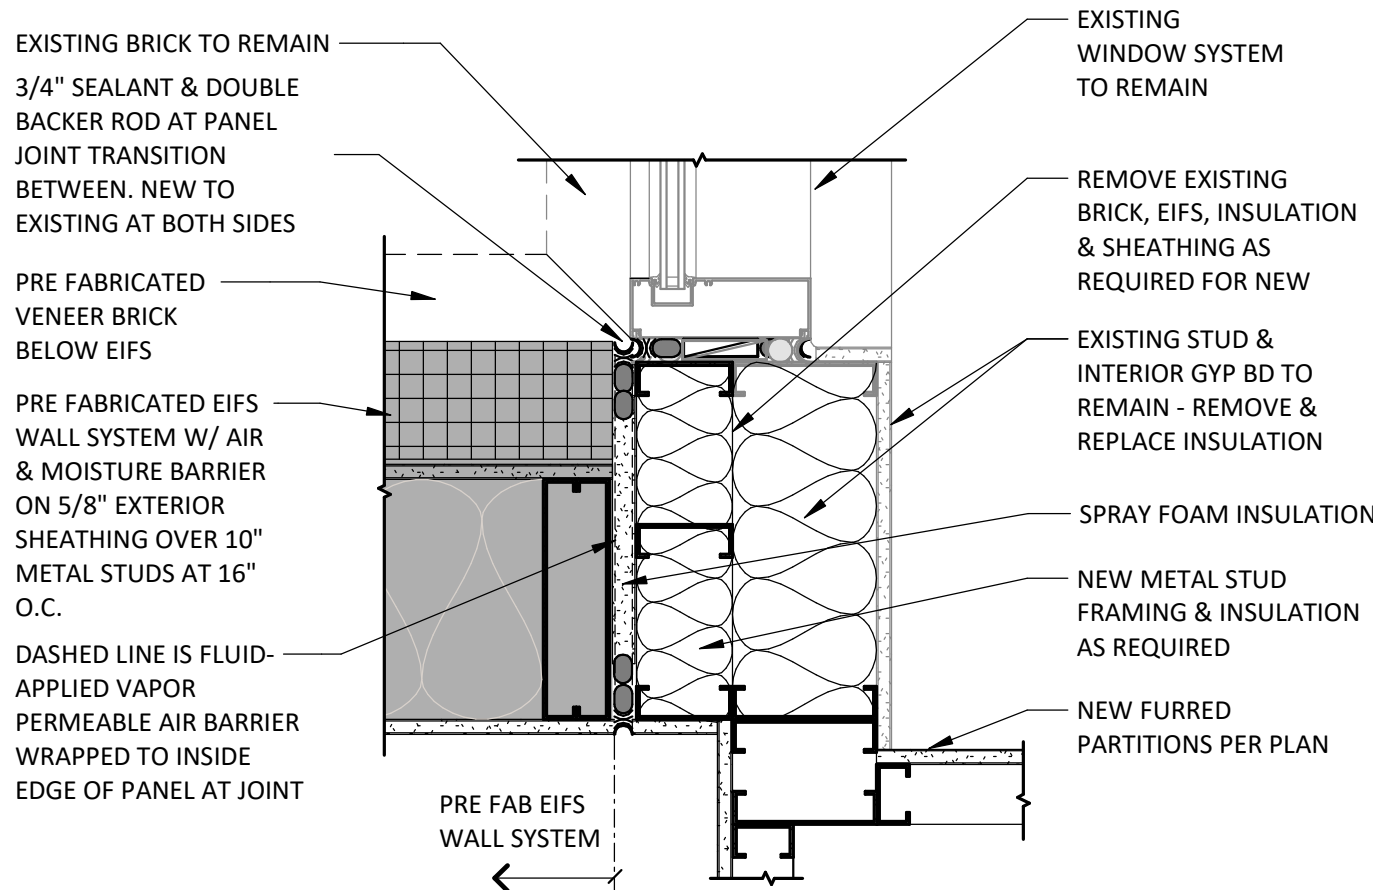 EXISTING BRICK TO REMAIN
3/4" SEALANT & DOUBLE
BACKER ROD AT PANEL
JOINT TRANSITION
BETWEEN. NEW TO
EXISTING AT BOTH SIDES
PRE FABRICATED
VENEER BRICK
BELOW EIFS
PRE FABRICATED EIFS
WALL SYSTEM W/ AIR
& MOISTURE BARRIER
ON 5/8" EXTERIOR
SHEATHING OVER 10"
METAL STUDS AT 16"
O.C.
DASHED LINE IS FLUID-
APPLIED VAPOR
PERMEABLE AIR BARRIER
WRAPPED TO INSIDE
EDGE OF PANEL AT JOINT
PRE FAB EIFS
WALL SYSTEM
EXISTING
WINDOW SYSTEM
TO REMAIN
REMOVE EXISTING
BRICK, EIFS, INSULATION
& SHEATHING AS
REQUIRED FOR NEW
EXISTING STUD &
INTERIOR GYP BD TO
REMAIN - REMOVE &
REPLACE INSULATION
SPRAY FOAM INSULATION
NEW METAL STUD
FRAMING & INSULATION
AS REQUIRED
NEW FURRED
PARTITIONS PER PLAN